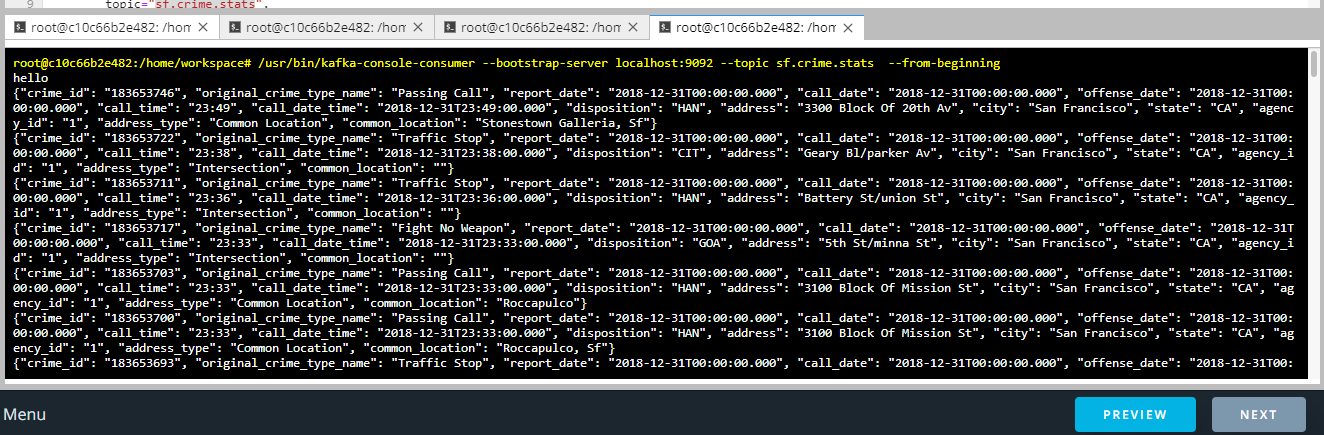 9 topic="sf.crime.stats",
root@c10c66b2e482: /hom × root@c10c66b2e482: /hom × root@c10c66b2e482: /hom × root@c10c66b2e482: /hom ×
root@c10c66b2e482:/home/workspace# /usr/bin/kafka-console-consumer --bootstrap-server localhost:9092 --topic sf.crime.stats  --from-beginning
hello
{"crime_id": "183653746", "original_crime_type_name": "Passing Call", "report_date": "2018-12-31T00:00:00.000", "call_date": "2018-12-31T00:00:00.000", "offense_date": "2018-12-31T00:
00:00.000", "call_time": "23:49", "call_date_time": "2018-12-31T23:49:00.000", "disposition": "HAN", "address": "3300 Block Of 20th Av", "city": "San Francisco", "state": "CA", "agenc
y_id": "1", "address_type": "Common Location", "common_location": "Stonestown Galleria, Sf"}
{"crime_id": "183653722", "original_crime_type_name": "Traffic Stop", "report_date": "2018-12-31T00:00:00.000", "call_date": "2018-12-31T00:00:00.000", "offense_date": "2018-12-31T00:
00:00.000", "call_time": "23:38", "call_date_time": "2018-12-31T23:38:00.000", "disposition": "CIT", "address": "Geary Bl/parker Av", "city": "San Francisco", "state": "CA", "agency_i
d": "1", "address_type": "Intersection", "common_location": ""}
{"crime_id": "183653711", "original_crime_type_name": "Traffic Stop", "report_date": "2018-12-31T00:00:00.000", "call_date": "2018-12-31T00:00:00.000", "offense_date": "2018-12-31T00:
00:00.000", "call_time": "23:36", "call_date_time": "2018-12-31T23:36:00.000", "disposition": "HAN", "address": "Battery St/union St", "city": "San Francisco", "state": "CA", "agency_
id": "1", "address_type": "Intersection", "common_location": ""}
{"crime_id": "183653717", "original_crime_type_name": "Fight No Weapon", "report_date": "2018-12-31T00:00:00.000", "call_date": "2018-12-31T00:00:00.000", "offense_date": "2018-12-31T
00:00:00.000", "call_time": "23:33", "call_date_time": "2018-12-31T23:33:00.000", "disposition": "GOA", "address": "5th St/minna St", "city": "San Francisco", "state": "CA", "agency_i
d": "1", "address_type": "Intersection", "common_location": ""}
{"crime_id": "183653703", "original_crime_type_name": "Passing Call", "report_date": "2018-12-31T00:00:00.000", "call_date": "2018-12-31T00:00:00.000", "offense_date": "2018-12-31T00:
00:00.000", "call_time": "23:33", "call_date_time": "2018-12-31T23:33:00.000", "disposition": "HAN", "address": "3100 Block Of Mission St", "city": "San Francisco", "state": "CA", "ag
ency_id": "1", "address_type": "Common Location", "common_location": "Roccapulco"}
{"crime_id": "183653700", "original_crime_type_name": "Passing Call", "report_date": "2018-12-31T00:00:00.000", "call_date": "2018-12-31T00:00:00.000", "offense_date": "2018-12-31T00:
00:00.000", "call_time": "23:33", "call_date_time": "2018-12-31T23:33:00.000", "disposition": "HAN", "address": "3100 Block Of Mission St", "city": "San Francisco", "state": "CA", "ag
ency_id": "1", "address_type": "Common Location", "common_location": "Roccapulco, Sf"}
{"crime_id": "183653693", "original_crime_type_name": "Traffic Stop", "report_date": "2018-12-31T00:00:00.000", "call_date": "2018-12-31T00:00:00.000", "offense_date": "2018-12-31T00:
Menu PREVIEW NEXT